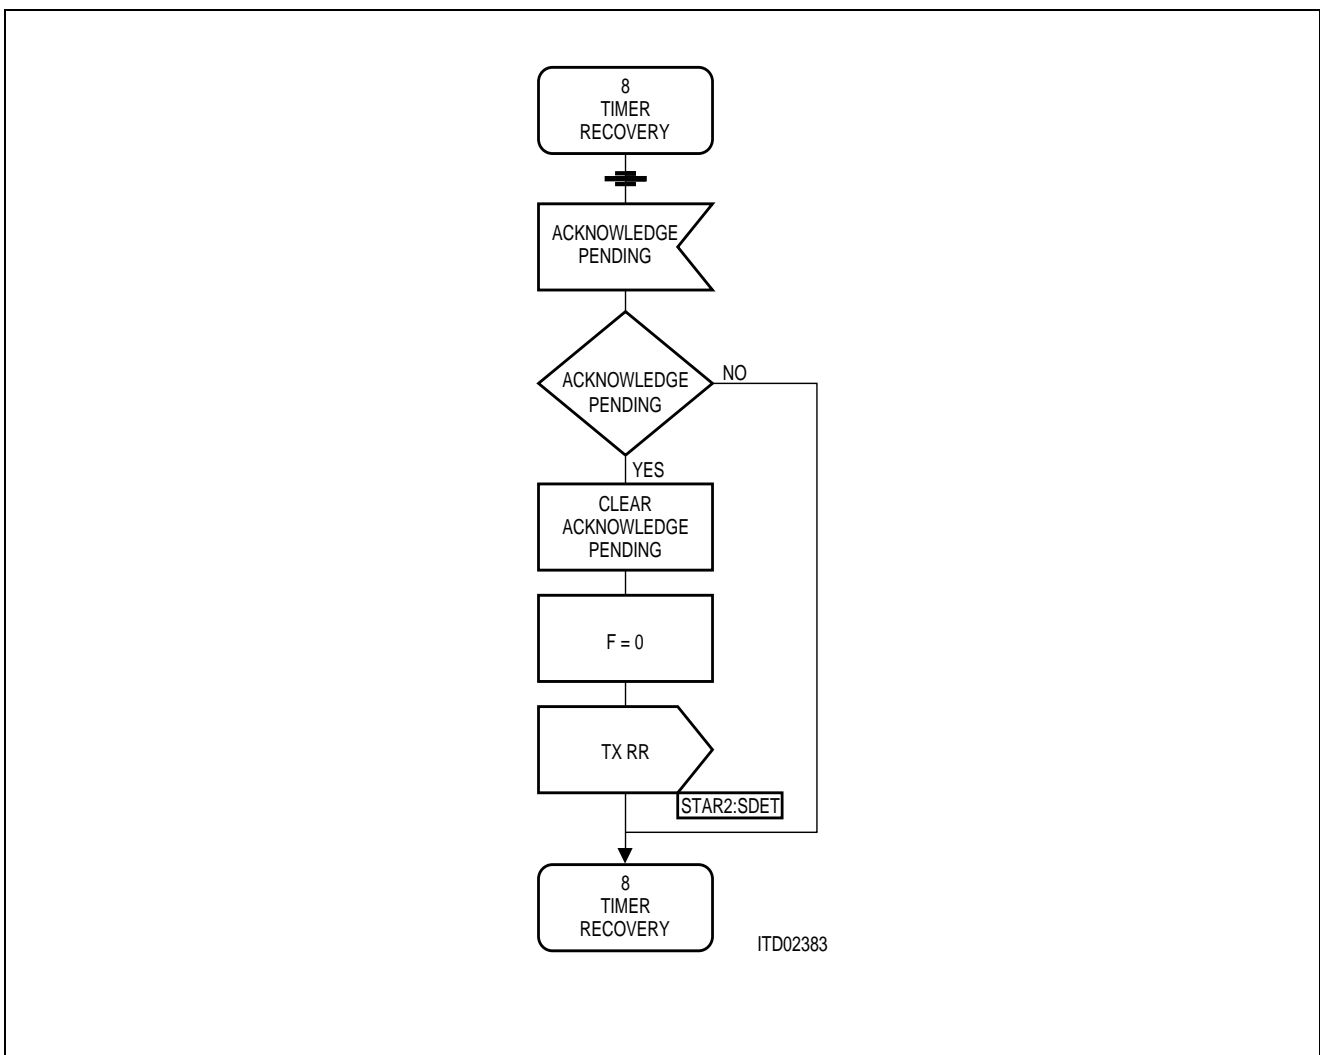 8
TIMER
RECOVERY
ACKNOWLEDGE
PENDING
ACKNOWLEDGE
PENDING
NO
YES
CLEAR
ACKNOWLEDGE
PENDING
F = 0
TX RR
STAR2:SDET
8
TIMER
RECOVERY
ITD02383